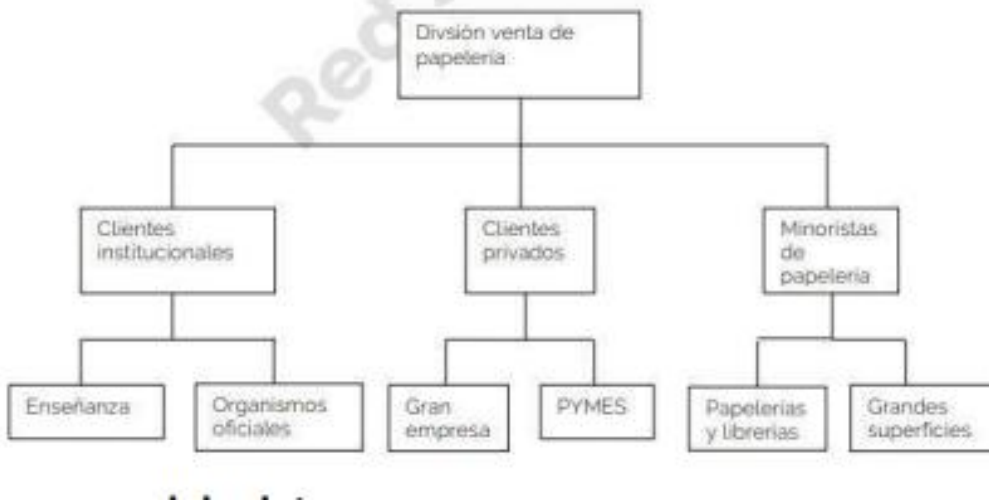 Red
Divsión venta de
papelería
Clientes
institucionales
Clientes
privados
Minoristas
de
papelería
Enseñanza
Organismos
oficiales
Gran
empresa
PYMES
Papelerías
y librerías
Grandes
superficies